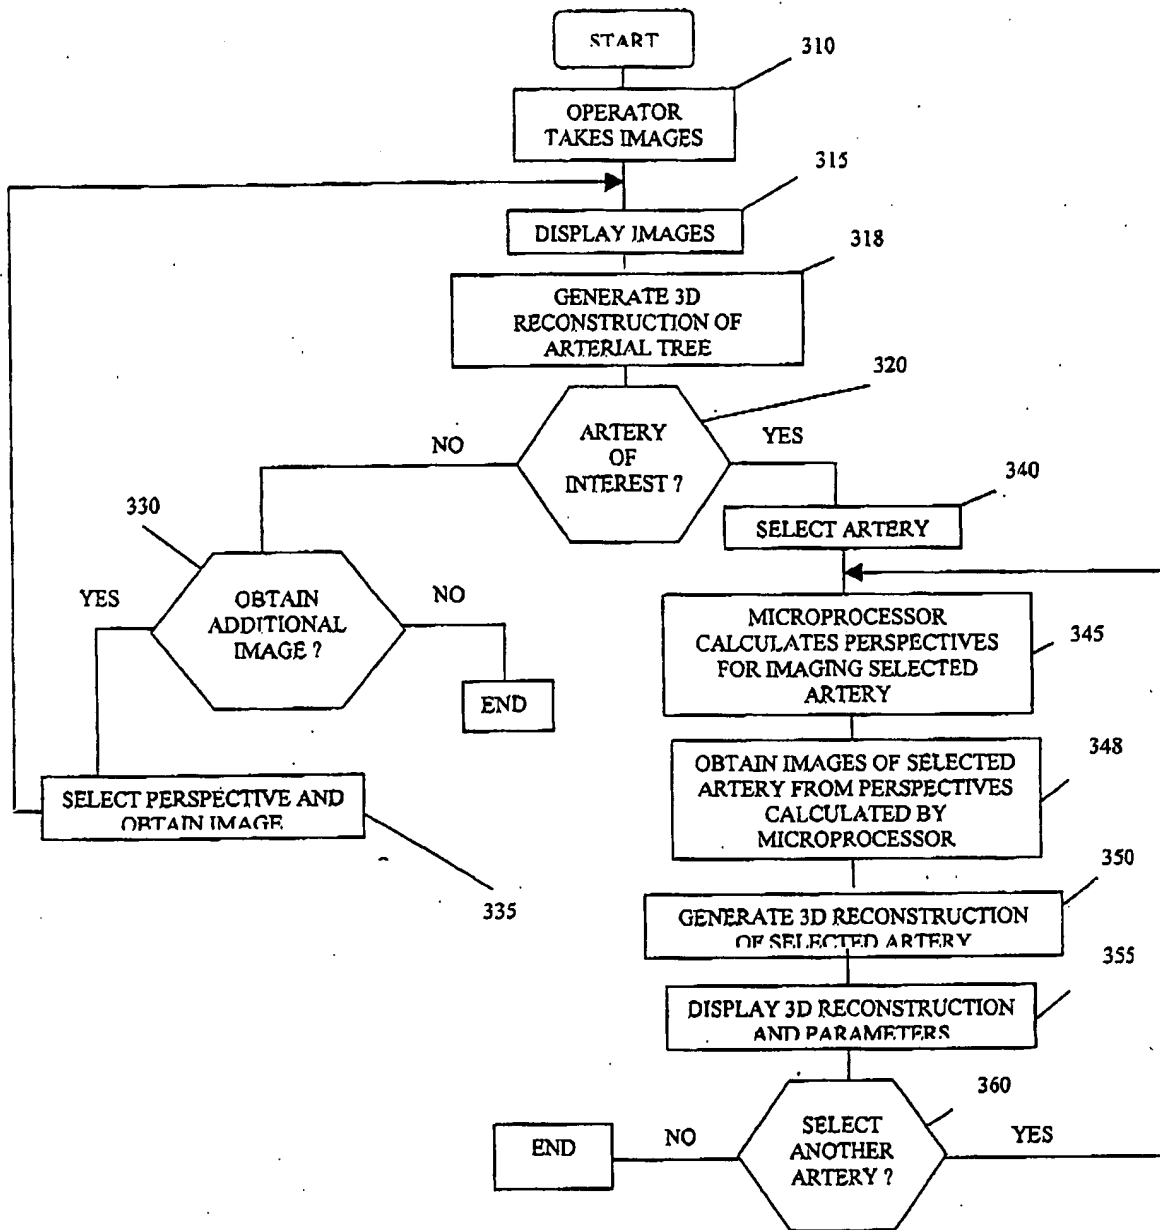 START
310
OPERATOR
TAKES IMAGES
315
DISPLAY IMAGES
318
GENERATE 3D
RECONSTRUCTION OF
ARTERIAL TREE
320
NO
ARTERY
OF
INTEREST ?
YES
340
SELECT ARTERY
330
YES
OBTAIN
ADDITIONAL
IMAGE ?
NO
END
MICROPROCESSOR
CALCULATES PERSPECTIVES
FOR IMAGING SELECTED
ARTERY
345
SELECT PERSPECTIVE AND
OBTAIN IMAGE
335
OBTAIN IMAGES OF SELECTED
ARTERY FROM PERSPECTIVES
CALCULATED BY
MICROPROCESSOR
348
350
GENERATE 3D RECONSTRUCTION
OF SELECTED ARTERY
355
DISPLAY 3D RECONSTRUCTION
AND PARAMETERS
360
SELECT
ANOTHER
ARTERY ?
NO
YES
END